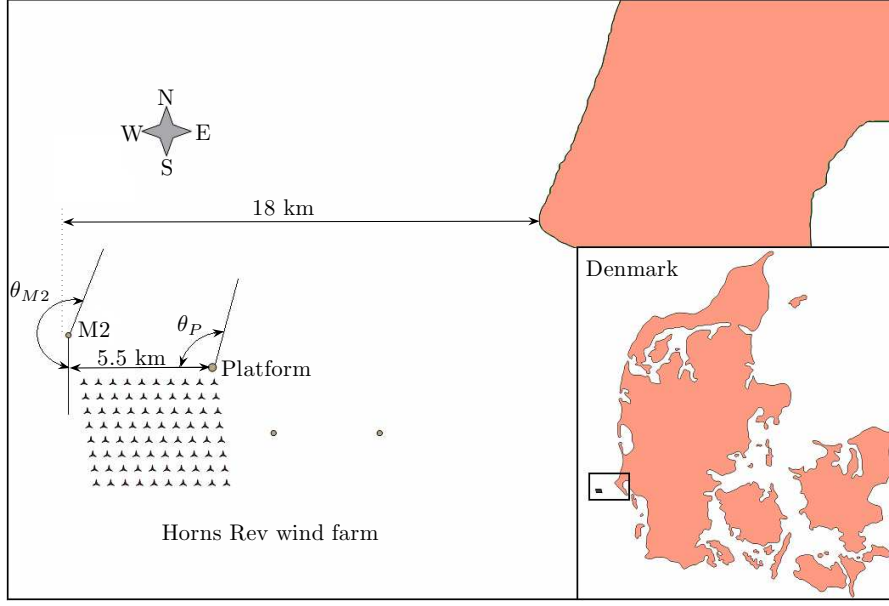 N
W E
S
18 km
Denmark
θM2
θP
M2
5.5 km
Platform
Horns Rev wind farm